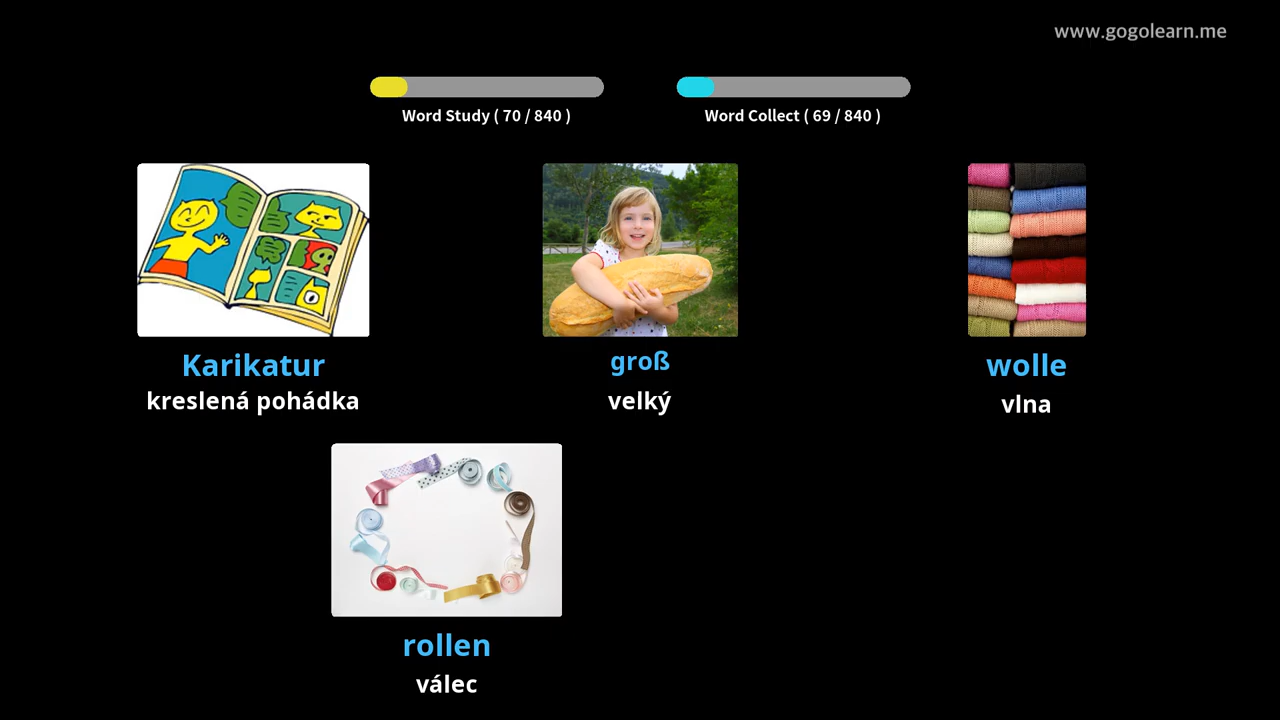 www.gogolearn.me
Word Study ( 70 / 840 )
Word Collect ( 69 / 840 )
Karikatur
kreslená pohádka
groß
velký
wolle
vlna
rollen
válec